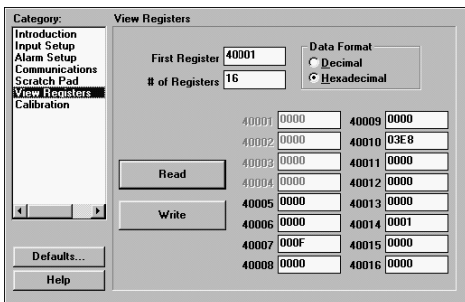 Category:
Introduction
Input Setup
Alarm Setup
Communications
Scratch Pad
View Registers
Calibration
Defaults...
Help
View Registers
First Register 40001
# of Registers 16
Data Format
Decimal
Hexadecimal
Read
Write
40001 0000
40002 0000
40003 0000
40004 0000
40005 0000
40006 0000
40007 000F
40008 0000
40009 0000
40010 03E8
40011 0000
40012 0000
40013 0000
40014 0001
40015 0000
40016 0000